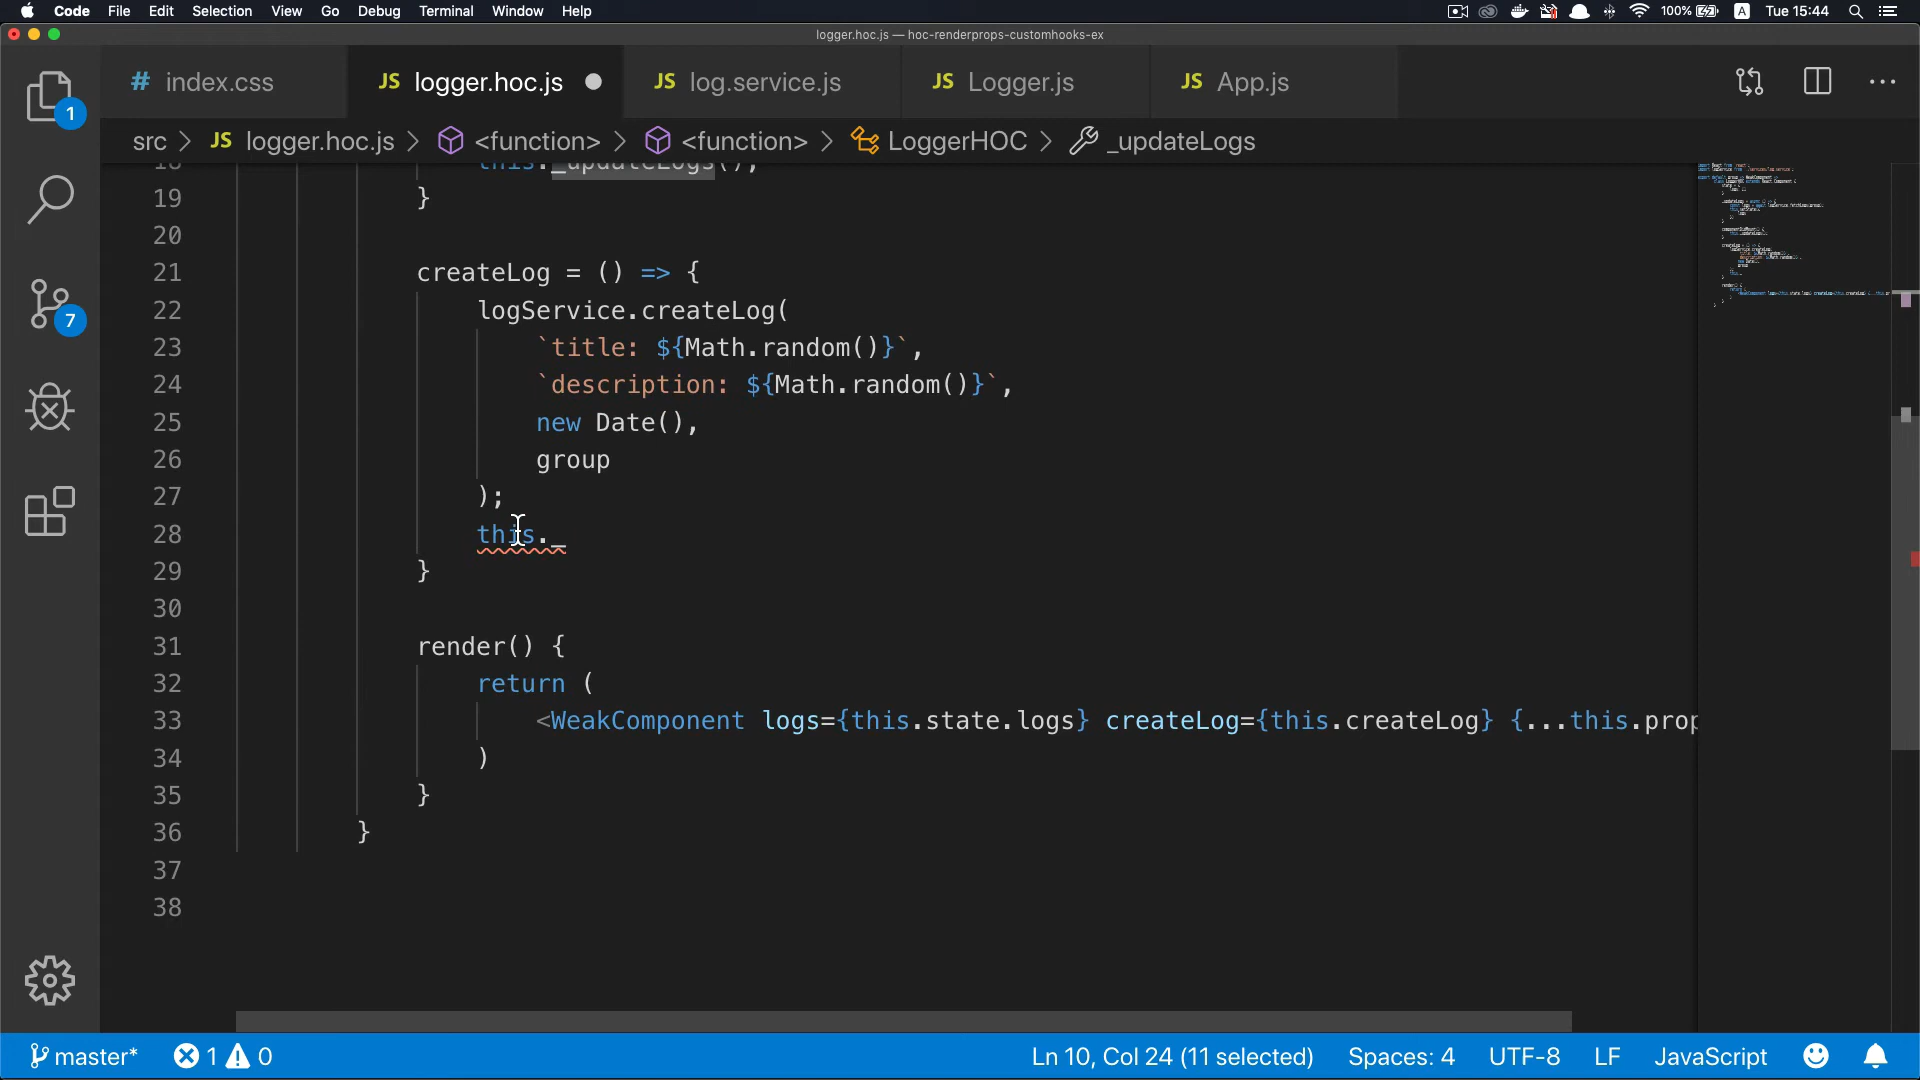 Code File Edit Selection View Go Debug Terminal Window Help 100% A Tue 15:44
logger.hoc.js — hoc-renderprops-customhooks-ex
# index.css JS logger.hoc.js JS log.service.js JS Logger.js JS App.js
src > JS logger.hoc.js > <function> > <function> > LoggerHOC > _updateLogs
18 this._updateLogs();
19 }
20
21 createLog = () => {
22 logService.createLog(
23 `title: ${Math.random()}`,
24 `description: ${Math.random()}`,
25 new Date(),
26 group
27 );
28 this._
29 }
30
31 render() {
32 return (
33 <WeakComponent logs={this.state.logs} createLog={this.createLog} {...this.prop
34 )
35 }
36 }
37
38
1
7
master* 1 0 Ln 10, Col 24 (11 selected) Spaces: 4 UTF-8 LF JavaScript